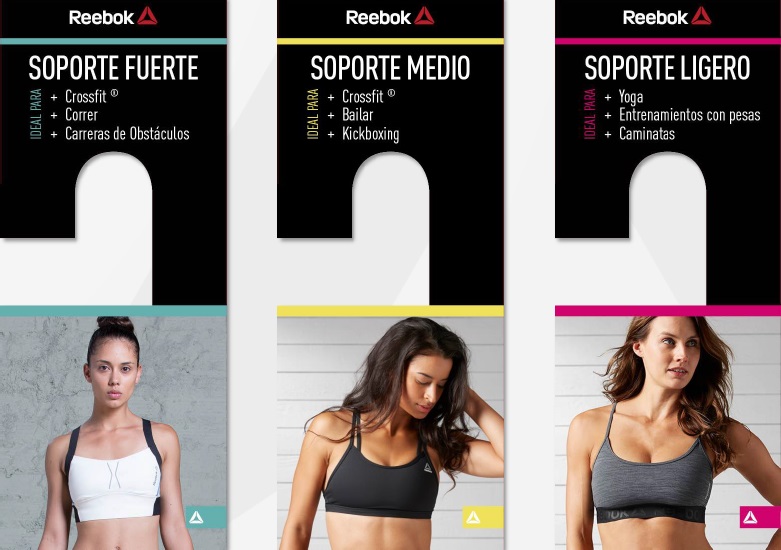 Reebok
SOPORTE FUERTE
IDEAL PARA
+ Crossfit ®
+ Correr
+ Carreras de Obstáculos
Reebok
SOPORTE MEDIO
IDEAL PARA
+ Crossfit ®
+ Bailar
+ Kickboxing
Reebok
SOPORTE LIGERO
IDEAL PARA
+ Yoga
+ Entrenamientos con pesas
+ Caminatas